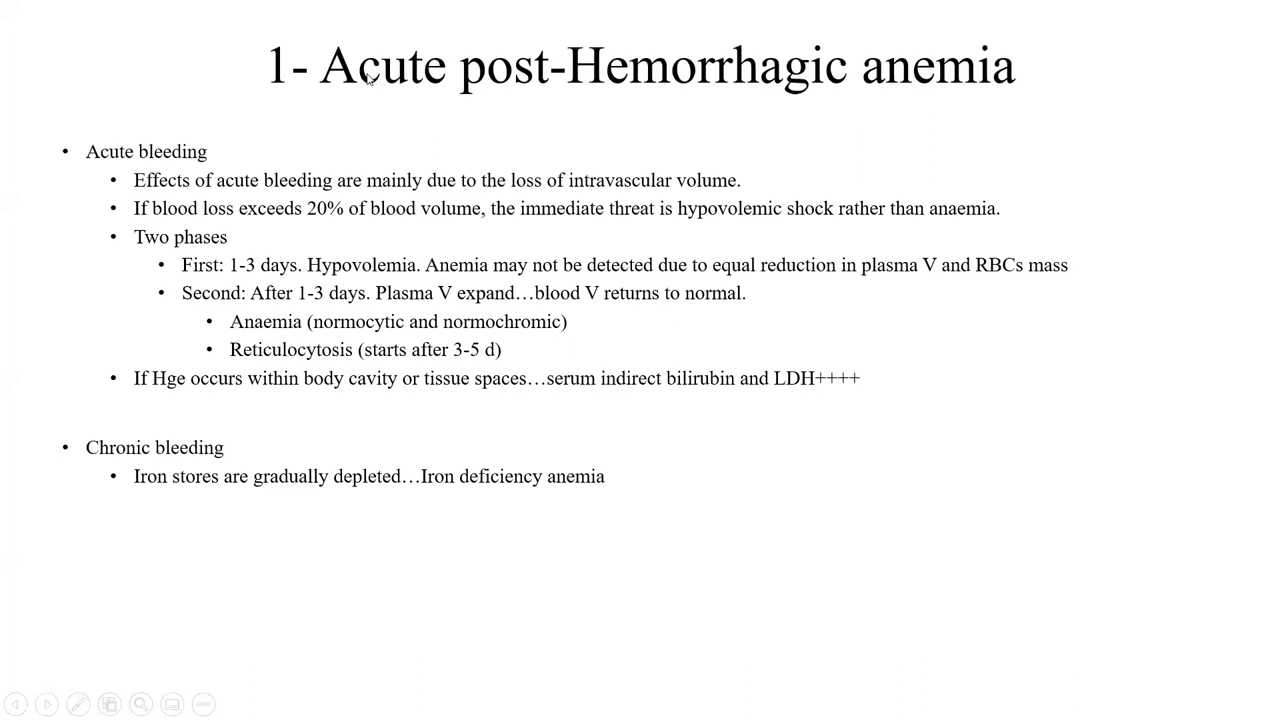 1- Acute post-Hemorrhagic anemia
• Acute bleeding
• Effects of acute bleeding are mainly due to the loss of intravascular volume.
• If blood loss exceeds 20% of blood volume, the immediate threat is hypovolemic shock rather than anaemia.
• Two phases
• First: 1-3 days. Hypovolemia. Anemia may not be detected due to equal reduction in plasma V and RBCs mass
• Second: After 1-3 days. Plasma V expand…blood V returns to normal.
• Anaemia (normocytic and normochromic)
• Reticulocytosis (starts after 3-5 d)
• If Hge occurs within body cavity or tissue spaces…serum indirect bilirubin and LDH++++
• Chronic bleeding
• Iron stores are gradually depleted…Iron deficiency anemia